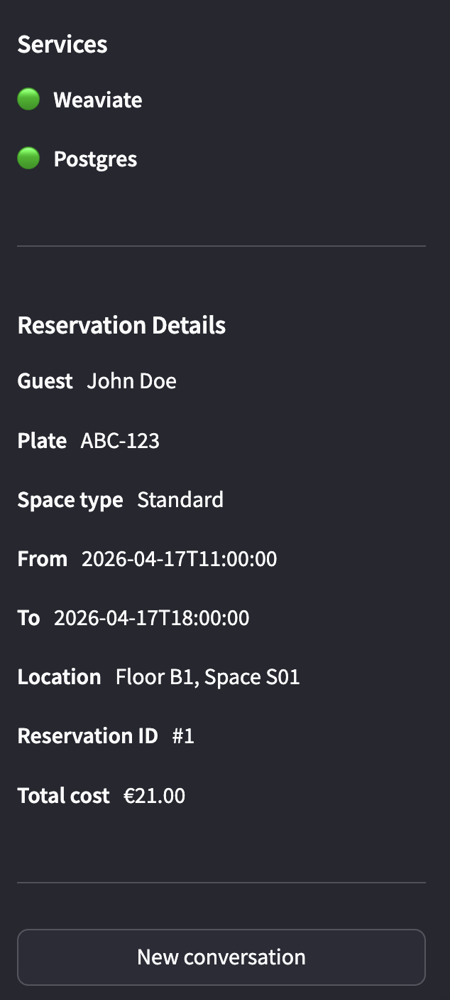 Services
Weaviate
Postgres
Reservation Details
Guest John Doe
Plate ABC-123
Space type Standard
From 2026-04-17T11:00:00
To 2026-04-17T18:00:00
Location Floor B1, Space S01
Reservation ID #1
Total cost €21.00
New conversation